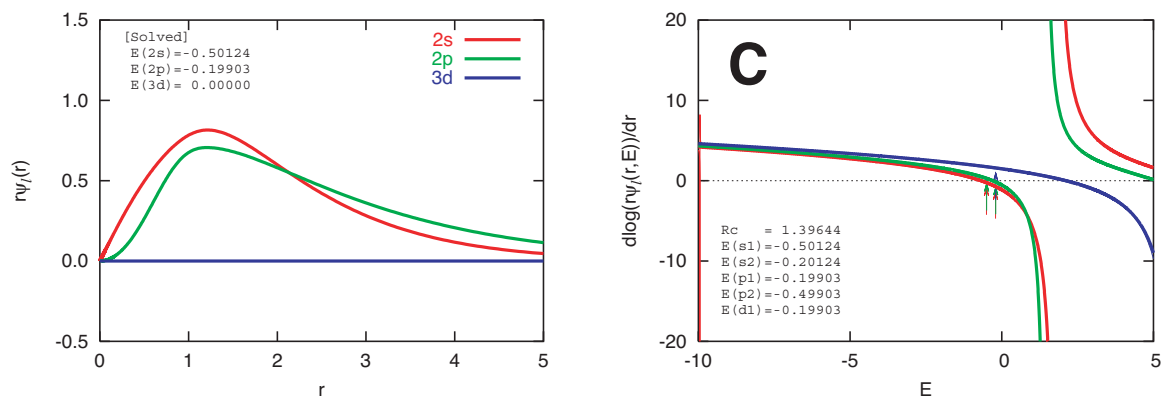 1.5
1.0
0.5
0.0
-0.5
0
1
2
3
4
5
rψl(r)
r
[Solved]
E(2s)=-0.50124
E(2p)=-0.19903
E(3d)= 0.00000
2s
2p
3d
20
10
0
-10
-20
-10
-5
0
5
dlog(rψl(r,E))/dr
E
C
Rc   = 1.39644
E(s1)=-0.50124
E(s2)=-0.20124
E(p1)=-0.19903
E(p2)=-0.49903
E(d1)=-0.19903